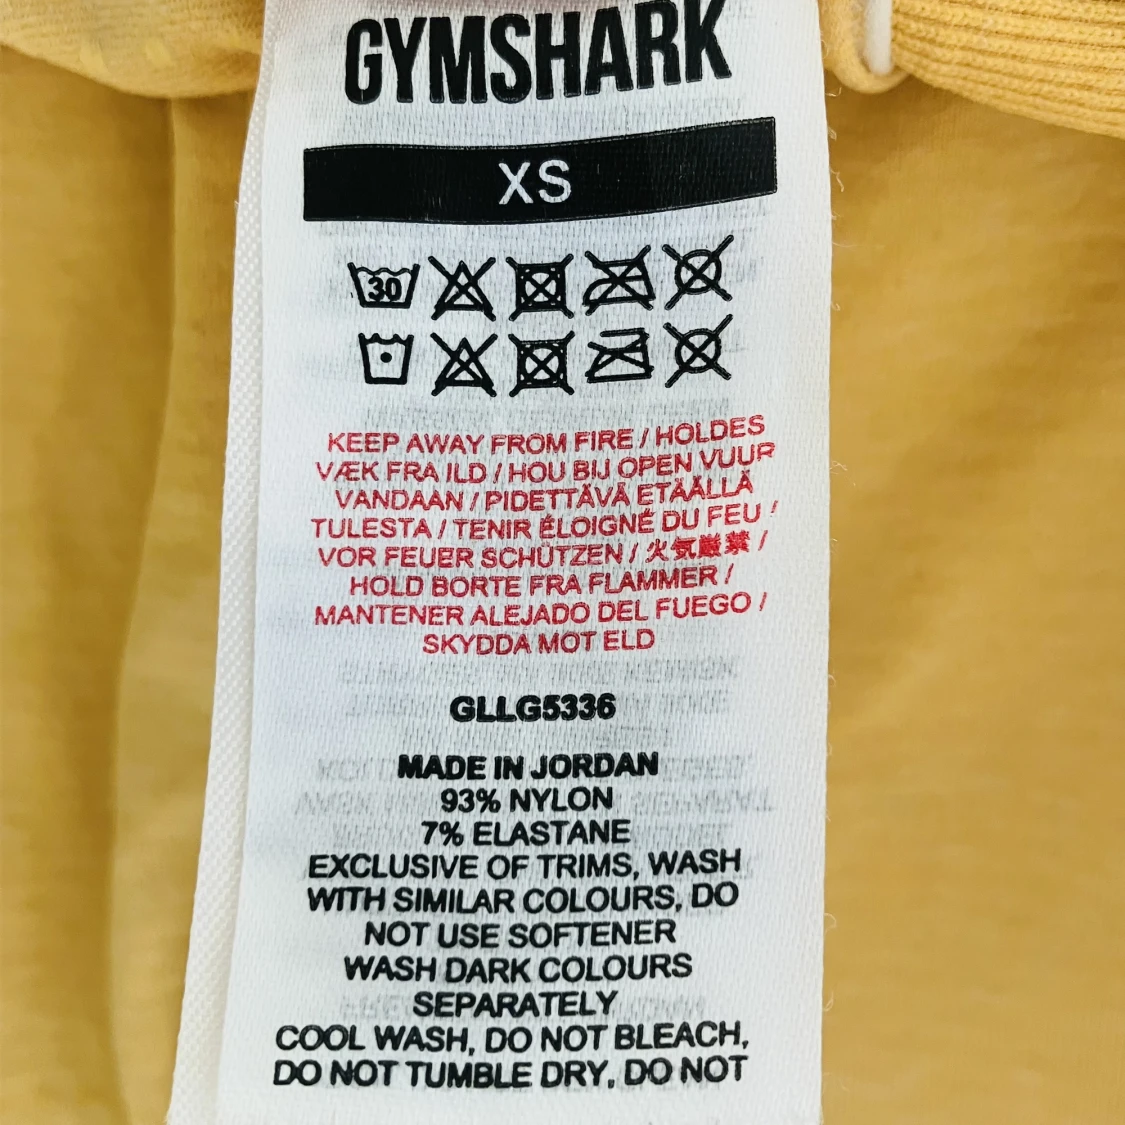 GYMSHARK
XS
30
KEEP AWAY FROM FIRE / HOLDES
VÆK FRA ILD / HOU BIJ OPEN VUUR
VANDAAN / PIDETTÄVÄ ETÄÄLLÄ
TULESTA / TENIR ÉLOIGNÉ DU FEU /
VOR FEUER SCHÜTZEN / 火気厳禁 /
HOLD BORTE FRA FLAMMER /
MANTENER ALEJADO DEL FUEGO /
SKYDDA MOT ELD
GLLG5336
MADE IN JORDAN
93% NYLON
7% ELASTANE
EXCLUSIVE OF TRIMS, WASH
WITH SIMILAR COLOURS, DO
NOT USE SOFTENER
WASH DARK COLOURS
SEPARATELY
COOL WASH, DO NOT BLEACH,
DO NOT TUMBLE DRY, DO NOT